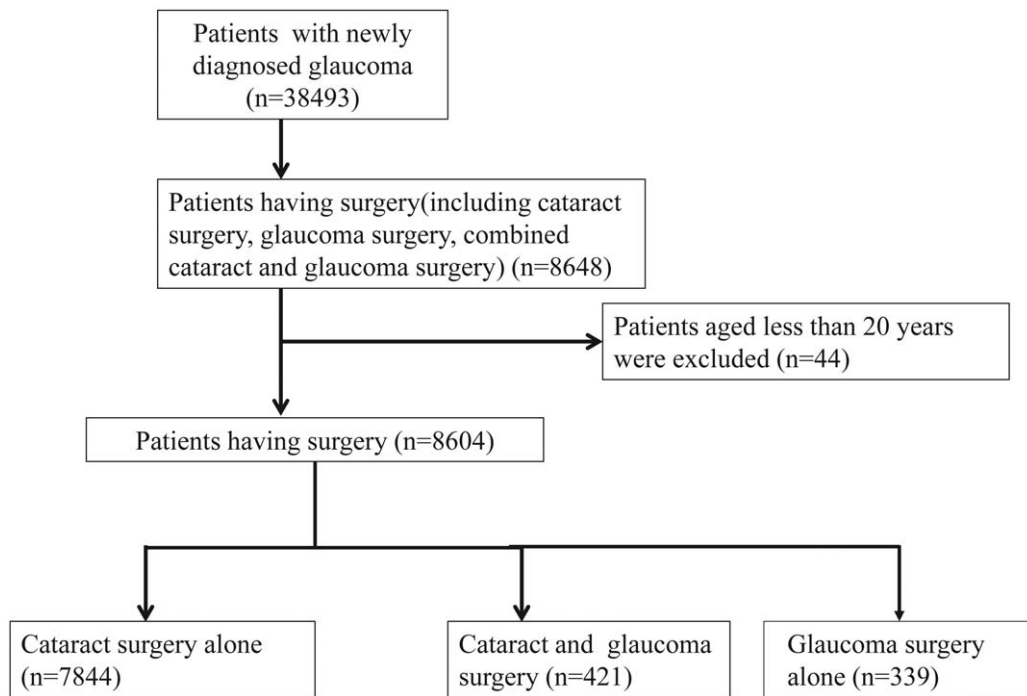 Patients with newly
diagnosed glaucoma
(n=38493)
Patients having surgery(including cataract
surgery, glaucoma surgery, combined
cataract and glaucoma surgery) (n=8648)
Patients aged less than 20 years
were excluded (n=44)
Patients having surgery (n=8604)
Cataract surgery alone
(n=7844)
Cataract and glaucoma
surgery (n=421)
Glaucoma surgery
alone (n=339)